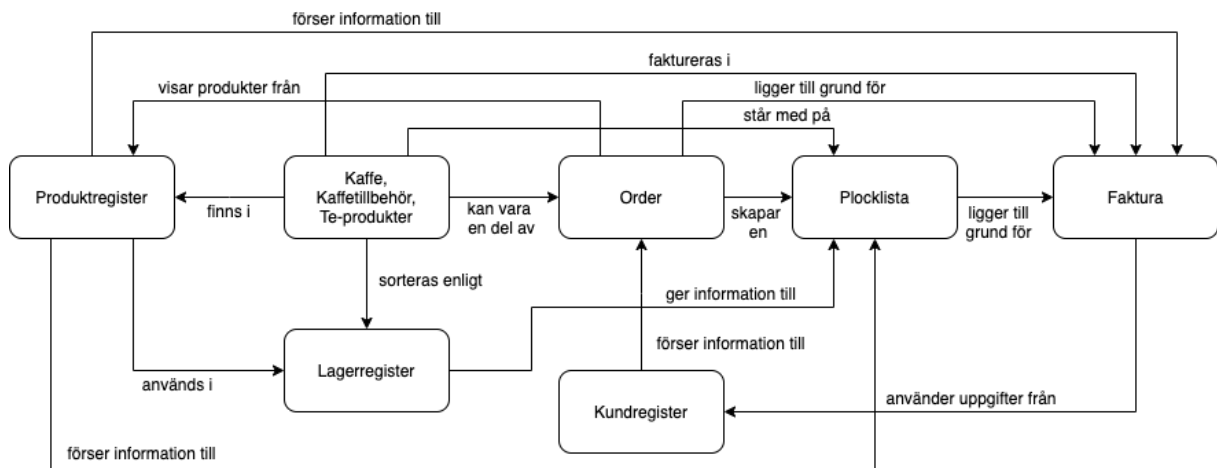 förser information till
faktureras i
visar produkter från
ligger till grund för
står med på
Produktregister
finns i
Kaffe,
Kaffetillbehör,
Te-produkter
kan vara
en del av
Order
skapar
en
Plocklista
ligger till
grund för
Faktura
sorteras enligt
ger information till
förser information till
Lagerregister
används i
Kundregister
använder uppgifter från
förser information till